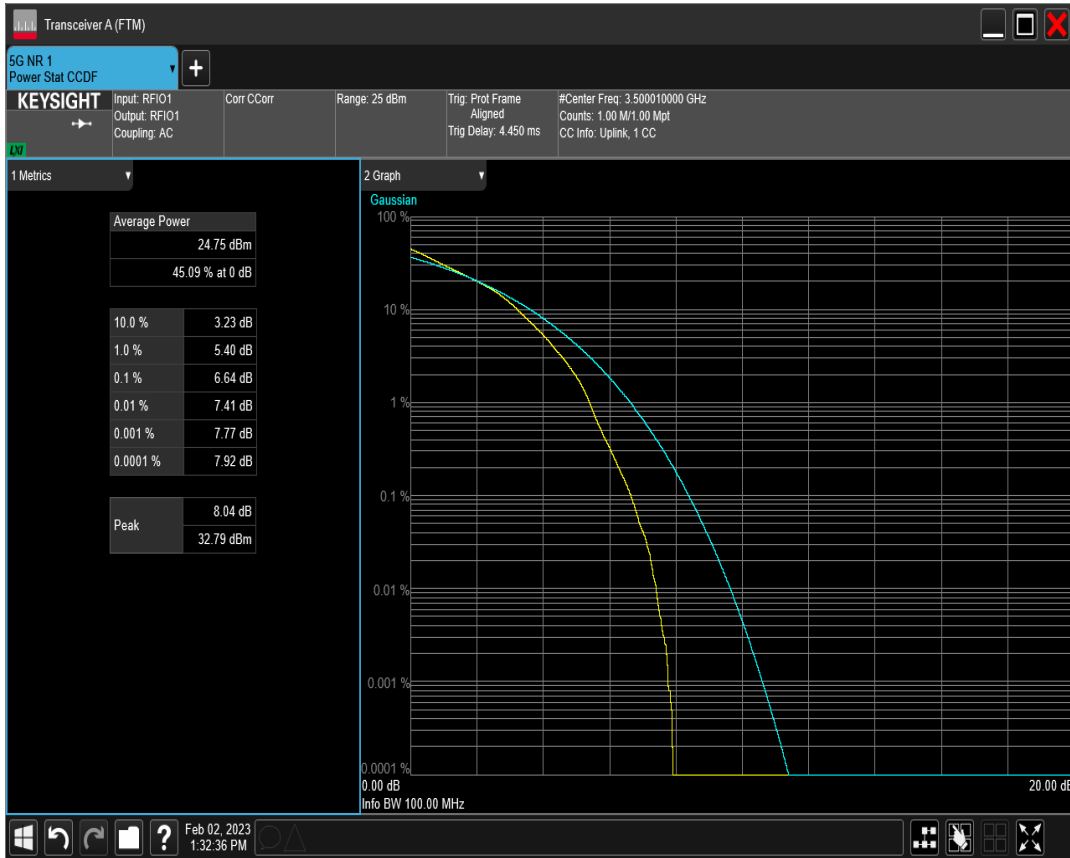 Transceiver A (FTM)
5G NR 1
Power Stat CCDF
KEYSIGHT
LXI
Input: RFIO1
Output: RFIO1
Coupling: AC
Corr CCorr
Range: 25 dBm
Trig: Prot Frame
Aligned
Trig Delay: 4.450 ms
#Center Freq: 3.500010000 GHz
Counts: 1.00 M/1.00 Mpt
CC Info: Uplink, 1 CC
1 Metrics
Average Power
24.75 dBm
45.09 % at 0 dB
10.0 % 3.23 dB
1.0 % 5.40 dB
0.1 % 6.64 dB
0.01 % 7.41 dB
0.001 % 7.77 dB
0.0001 % 7.92 dB
Peak
8.04 dB
32.79 dBm
2 Graph
Gaussian
100 %
10 %
1 %
0.1 %
0.01 %
0.001 %
0.0001 %
0.00 dB 20.00 dB
Info BW 100.00 MHz
? Feb 02, 2023
1:32:36 PM